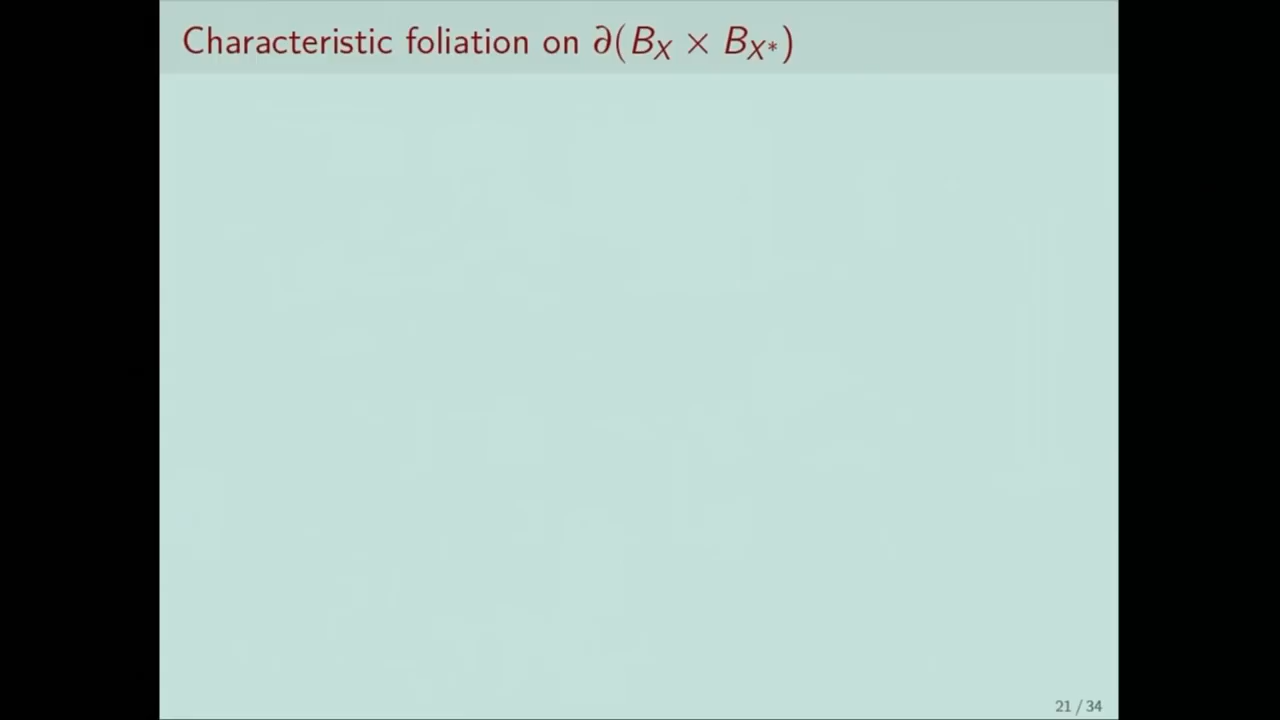 Characteristic foliation on ∂(B_X × B_{X*})
21 / 34